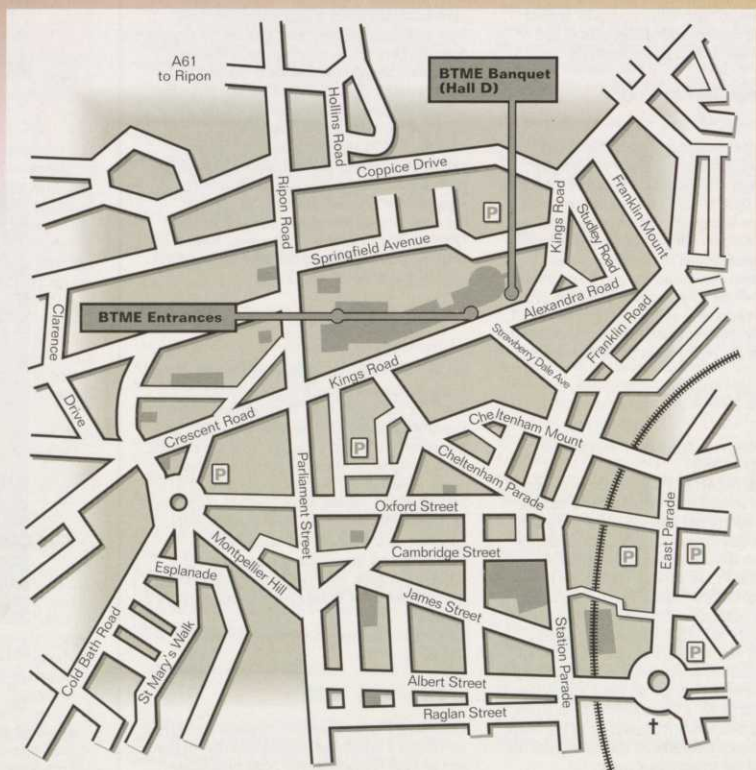 A61
to Ripon
BTME Banquet
(Hall D)
Hollins Road
Coppice Drive
Ripon Road
P
Kings Road
Studley Road
Franklin Mount
Springfield Avenue
Alexandra Road
BTME Entrances
Clarence
Drive
Strawberry Dale Ave
Franklin Road
Kings Road
Crescent Road
Cheltenham Mount
P
P
Parliament Street
Cheltenham Parade
Oxford Street
East Parade
Montpellier Hill
Cambridge Street
P
P
Esplanade
James Street
Cold Bath Road
St Mary's Walk
Station Parade
P
Albert Street
Raglan Street